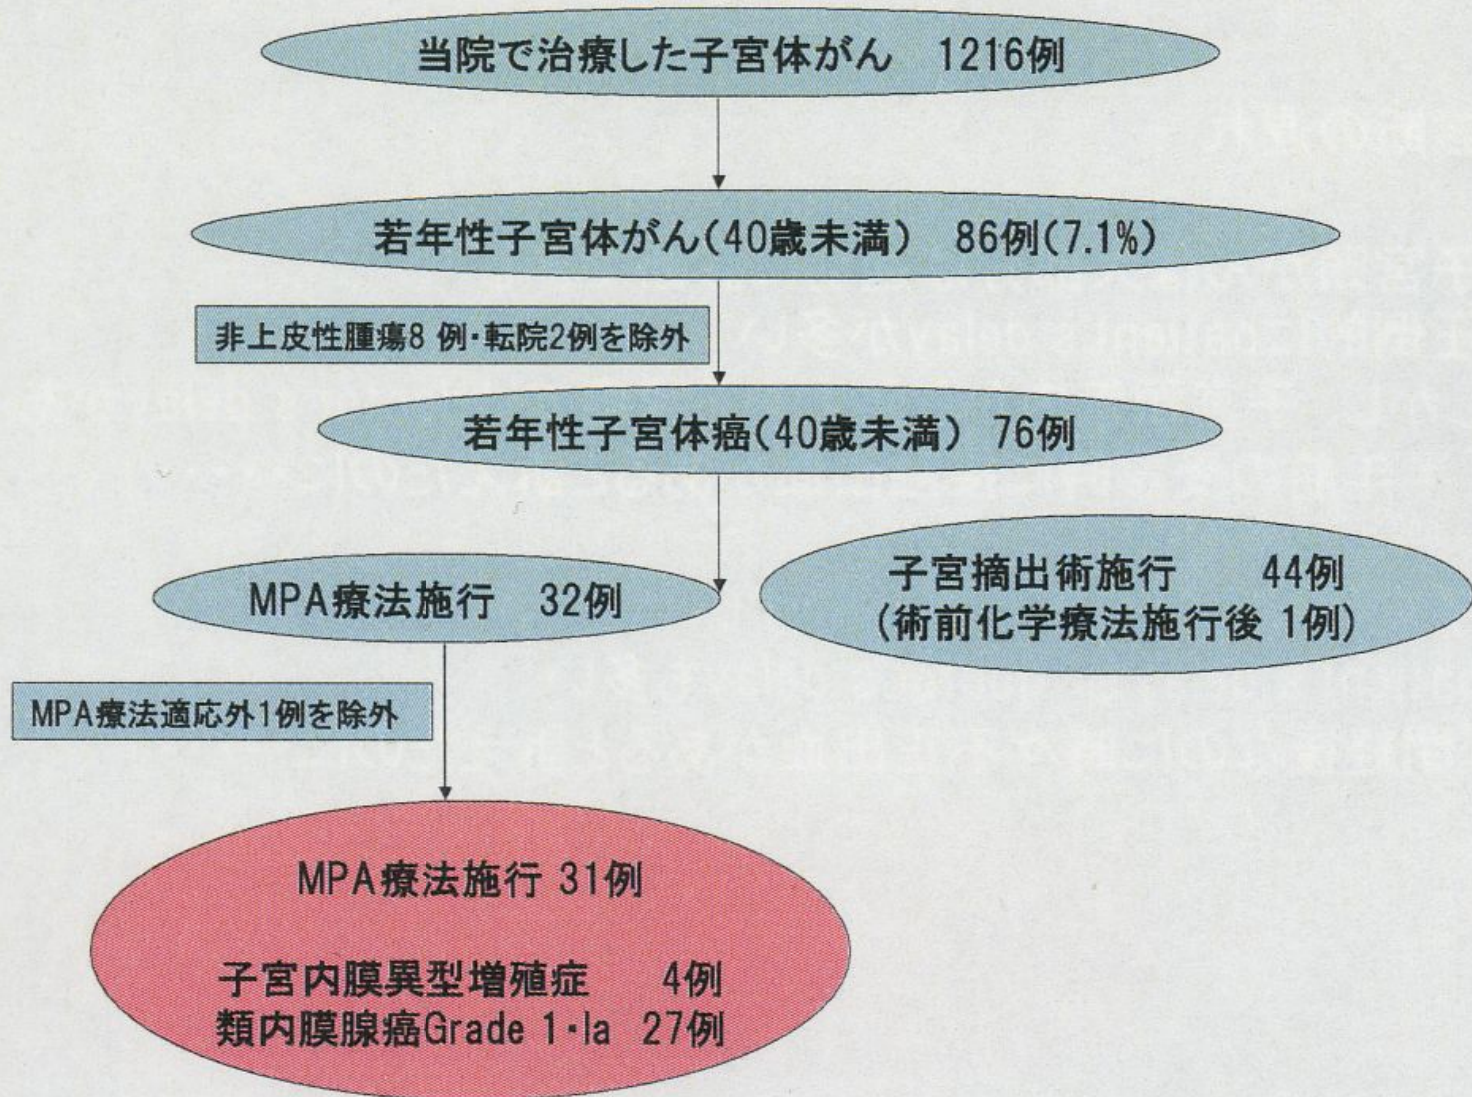 当院で治療した子宮体がん 1216例
若年性子宮体がん(40歳未満) 86例(7.1%)
非上皮性腫瘍8 例・転院2例を除外
若年性子宮体癌(40歳未満) 76例
MPA療法施行 32例
子宮摘出術施行 44例
(術前化学療法施行後 1例)
MPA療法適応外1例を除外
MPA療法施行 31例
子宮内膜異型増殖症 4例
類内膜腺癌Grade 1・Ia 27例